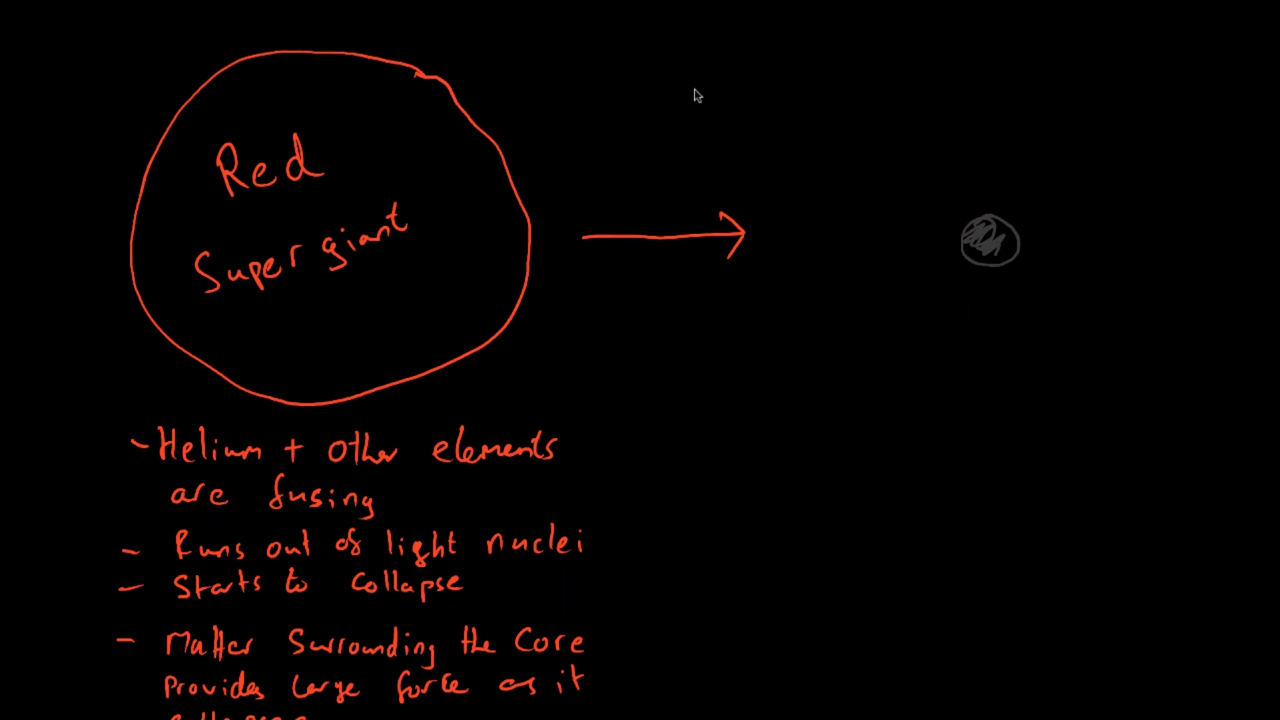 Red
Super giant
- Helium + other elements
are fusing
- Runs out of light nuclei
- Starts to collapse
- Matter Surrounding the Core
provides large force as it